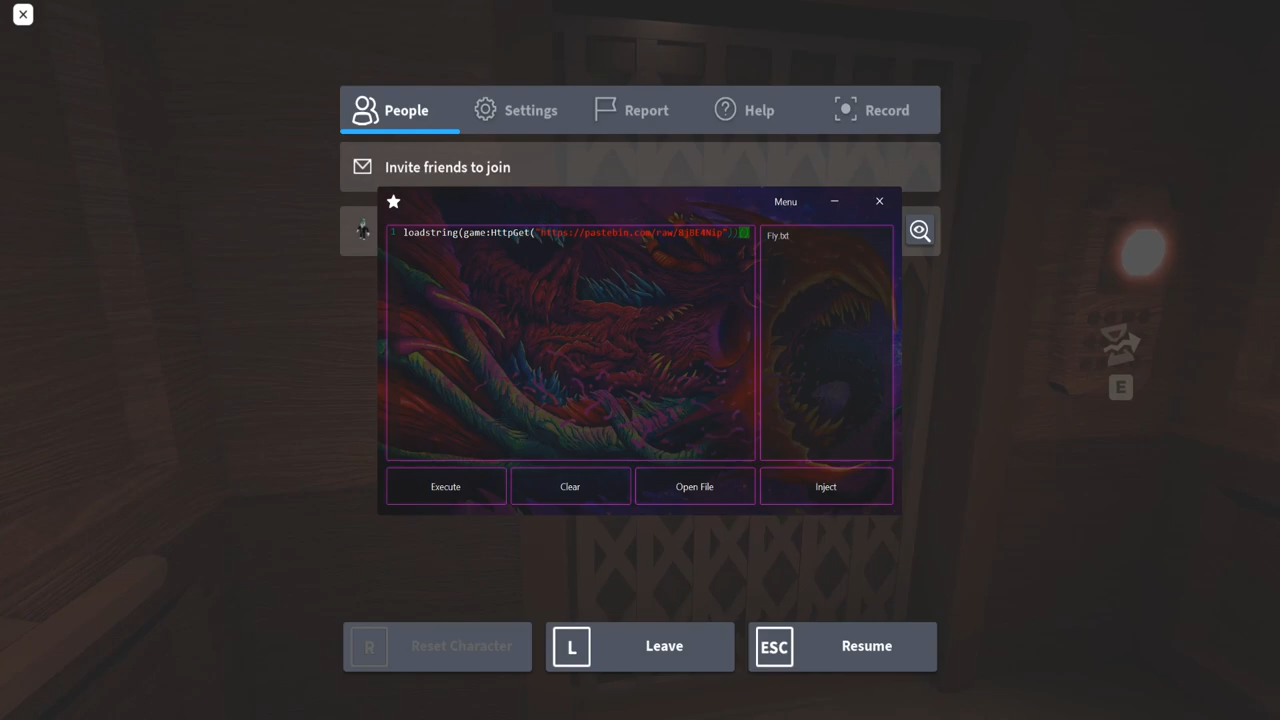 People
Settings
Report
Help
Record
Invite friends to join
Menu
1 loadstring(game:HttpGet("https://pastebin.com/raw/BjBE4Nip"))()
Fly.txt
Execute
Clear
Open File
Inject
E
R Reset Character
L Leave
ESC Resume